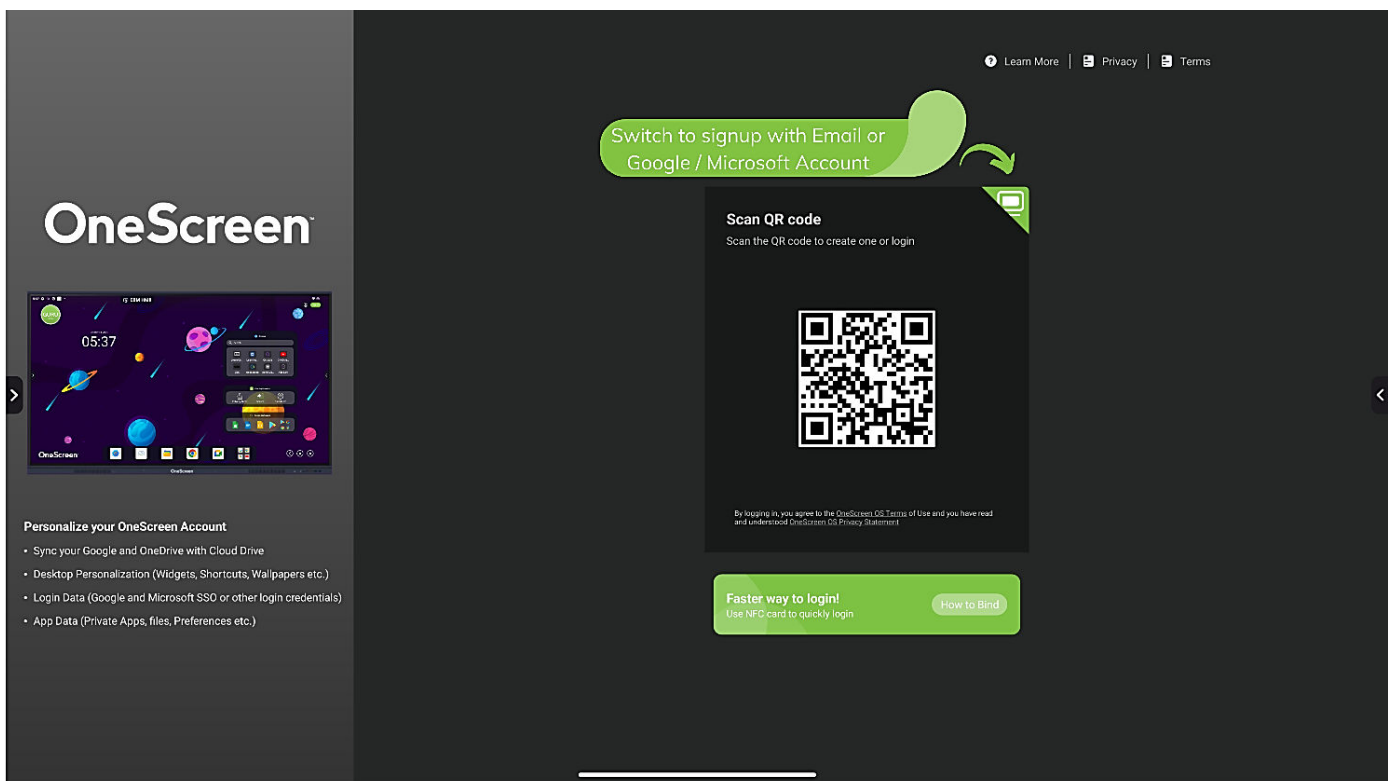 Learn More
Privacy
Terms
Switch to signup with Email or
Google / Microsoft Account
OneScreen
Scan QR code
Scan the QR code to create one or login
05:37
OneScreen
OneScreen
By logging in, you agree to the OneScreen OS Terms of Use and you have read
and understood OneScreen OS Privacy Statement
Personalize your OneScreen Account
• Sync your Google and OneDrive with Cloud Drive
• Desktop Personalization (Widgets, Shortcuts, Wallpapers etc.)
• Login Data (Google and Microsoft SSO or other login credentials)
• App Data (Private Apps, files, Preferences etc.)
Faster way to login!
Use NFC card to quickly login
How to Bind